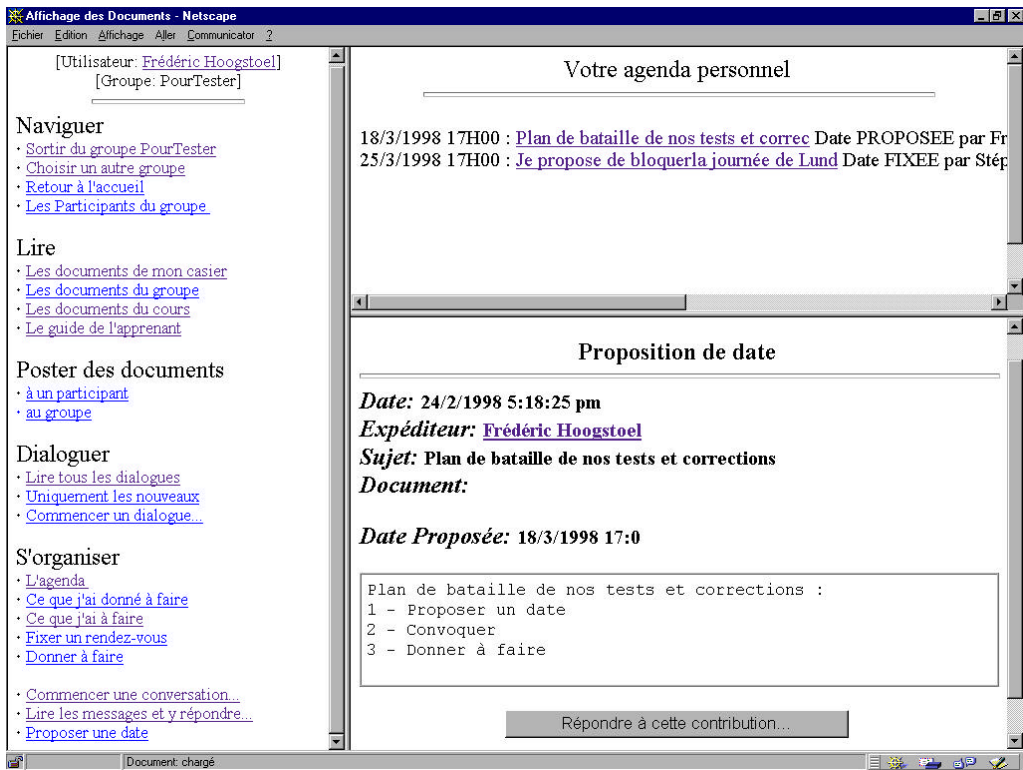 Affichage des Documents - Netscape
Fichier Edition Affichage Aller Communicator ?
[Utilisateur: Frédéric Hoogstoel]
[Groupe: PourTester]
Naviguer
· Sortir du groupe PourTester
· Choisir un autre groupe
· Retour à l'accueil
· Les Participants du groupe
Lire
· Les documents de mon casier
· Les documents du groupe
· Les documents du cours
· Le guide de l'apprenant
Poster des documents
· à un participant
· au groupe
Dialoguer
· Lire tous les dialogues
· Uniquement les nouveaux
· Commencer un dialogue...
S'organiser
· L'agenda
· Ce que j'ai donné à faire
· Ce que j'ai à faire
· Fixer un rendez-vous
· Donner à faire
· Commencer une conversation...
· Lire les messages et y répondre...
· Proposer une date
Votre agenda personnel
18/3/1998 17H00 : Plan de bataille de nos tests et correc Date PROPOSEE par Fr
25/3/1998 17H00 : Je propose de bloquerla journée de Lund Date FIXEE par Stép
Proposition de date
Date: 24/2/1998 5:18:25 pm
Expéditeur: Frédéric Hoogstoel
Sujet: Plan de bataille de nos tests et corrections
Document:
Date Proposée: 18/3/1998 17:0
Plan de bataille de nos tests et corrections :
1 - Proposer un date
2 - Convoquer
3 - Donner à faire
Répondre à cette contribution...
Document: chargé